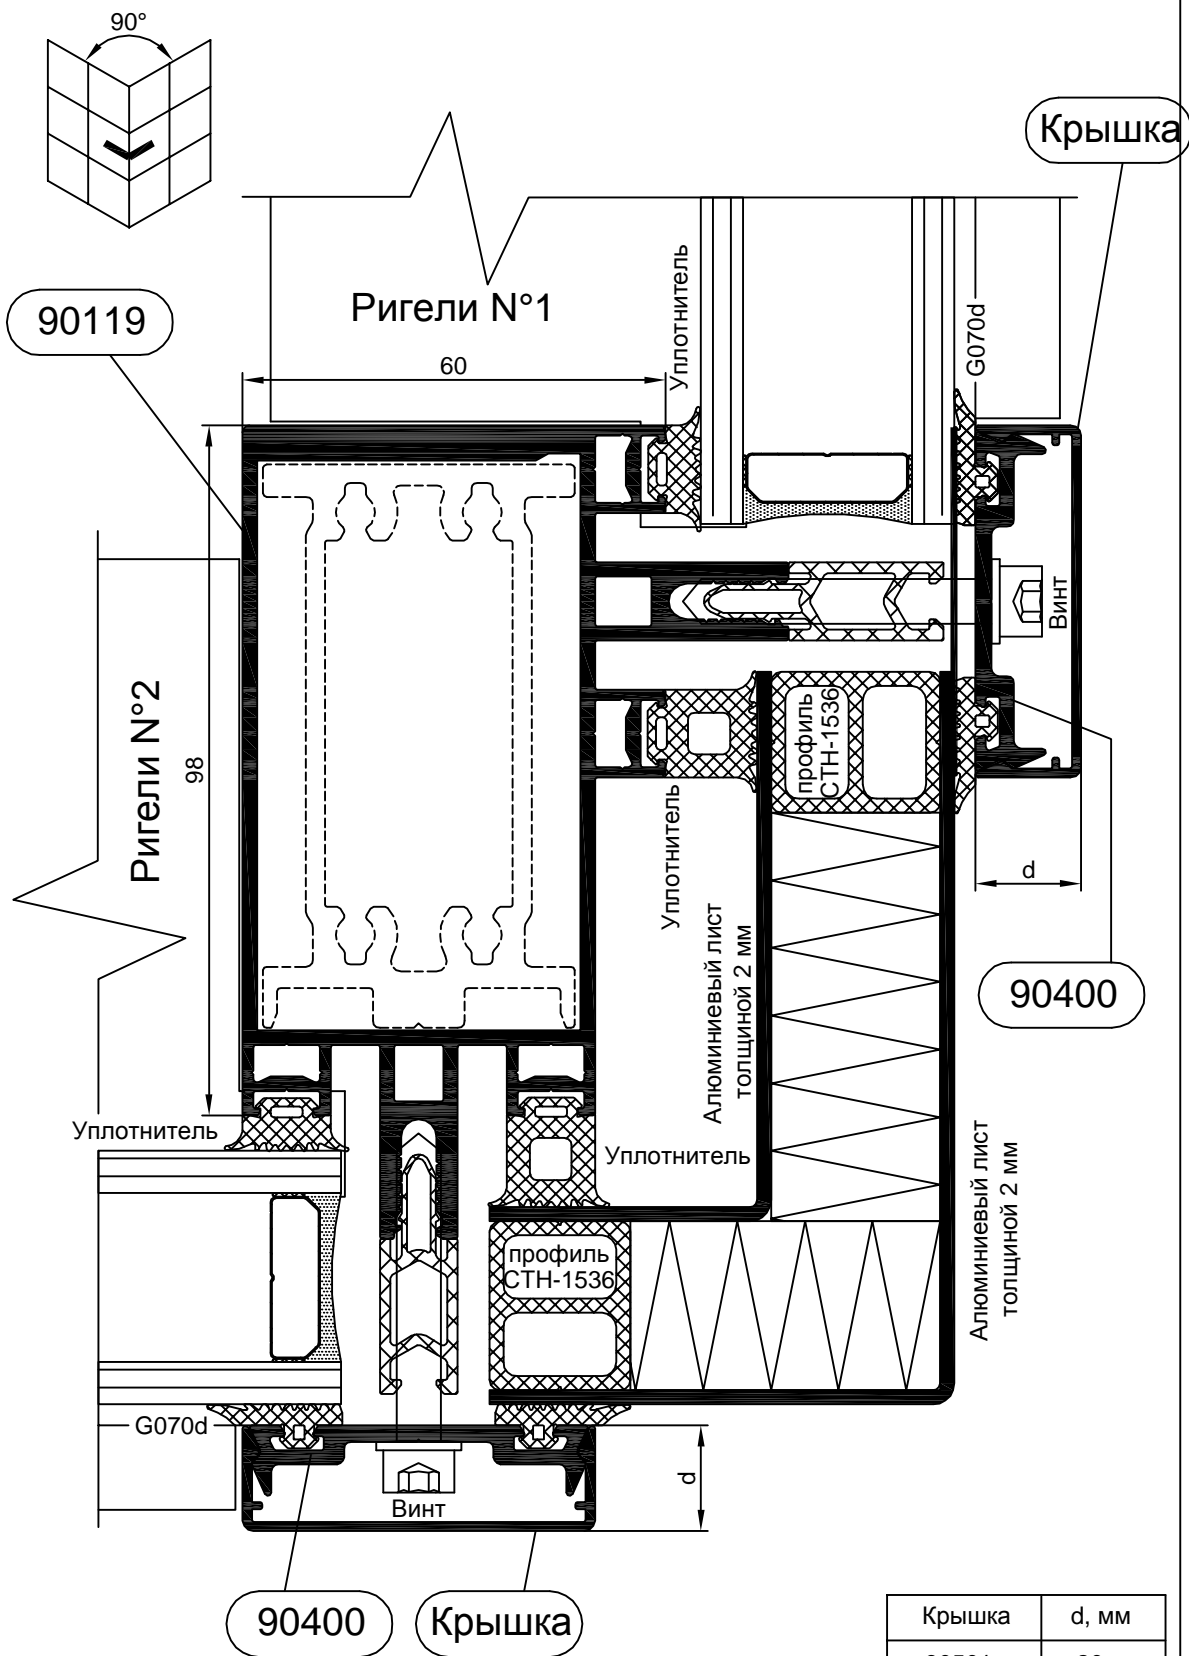 90°
Крышка
90119
Ригели N°1
Уплотнитель
G070d
60
Винт
Ригели N°2
98
профиль
СТН-1536
Уплотнитель
d
Алюминиевый лист
толщиной 2 мм
90400
Уплотнитель
Уплотнитель
Алюминиевый лист
толщиной 2 мм
профиль
СТН-1536
G070d
d
Винт
90400
Крышка
Крышка
d, мм